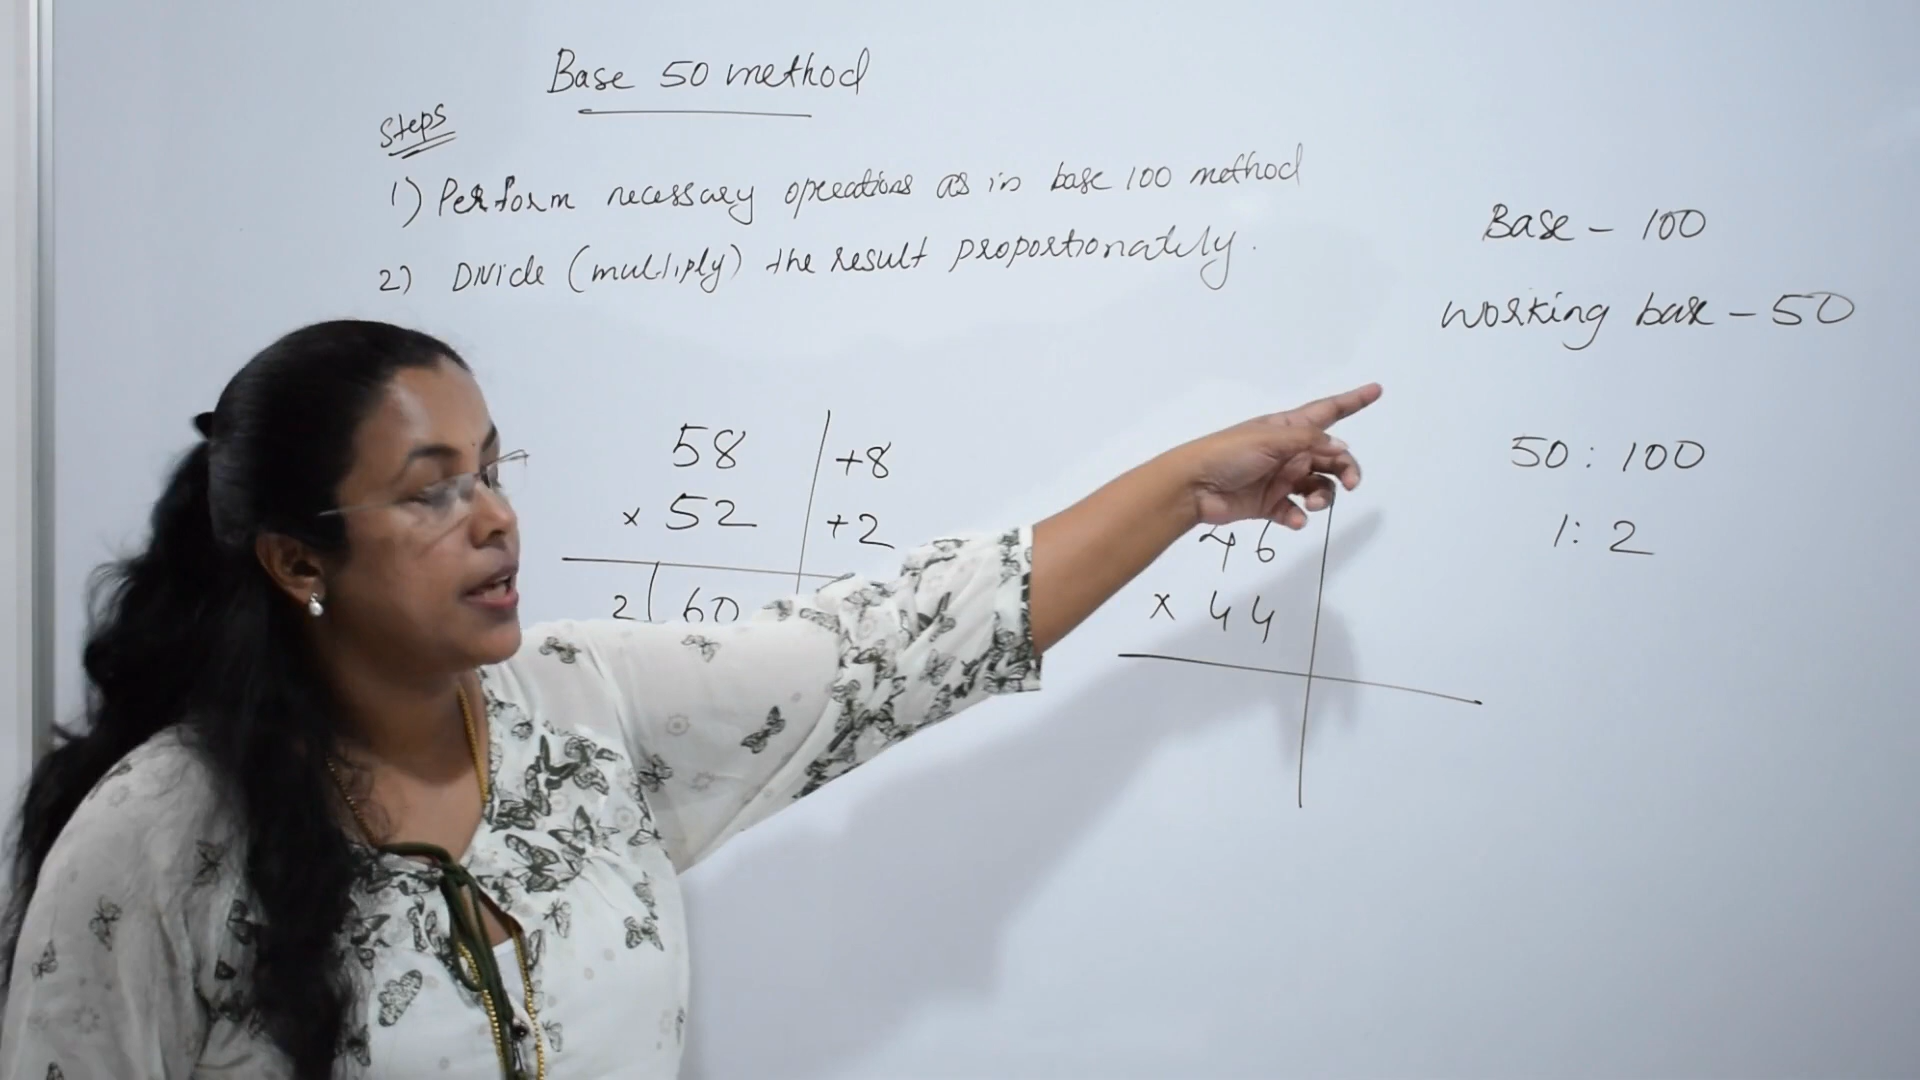 Base 50 method
Steps
1) Perform necessary operations as in base 100 method
2) Divide (multiply) the result proportionately.
Base - 100
Working base - 50
50 : 100
1 : 2
58 | +8
x 52 | +2
2 | 60
46
x 44